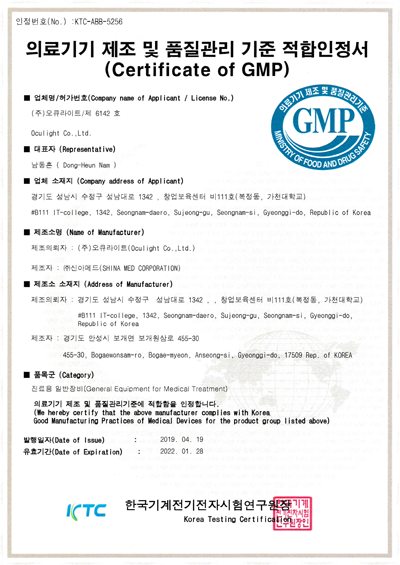 인정번호(No.) :KTC-ABB-5256
의료기기 제조 및 품질관리 기준 적합인정서
(Certificate of GMP)
■ 업체명/허가번호(Company name of Applicant / License No.)
(주)오큐라이트/제 6142 호
Oculight Co.,Ltd.
의료기기 제조 및 품질관리기준
GMP
MINISTRY OF FOOD AND DRUG SAFETY
■ 대표자 (Representative)
남동흔 ( Dong-Heun Nam )
■ 업체 소재지 (Company address of Applicant)
경기도 성남시 수정구 성남대로 1342 , 창업보육센터 비111호(복정동, 가천대학교)
#B111 IT-college, 1342, Seongnam-daero, Sujeong-gu, Seongnam-si, Gyeonggi-do, Republic of Korea
■ 제조소명 (Name of Manufacturer)
제조의뢰자 : (주)오큐라이트(Oculight Co.,Ltd.)
제조자 : ㈜신아메드(SHINA MED CORPORATION)
■ 제조소 소재지 (Address of Manufacturer)
제조의뢰자 : 경기도 성남시 수정구 성남대로 1342 , , 창업보육센터 비111호(복정동, 가천대학교)
#B111 IT-college, 1342, Seongnam-daero, Sujeong-gu, Seongnam-si, Gyeonggi-do,
Republic of Korea
제조자 : 경기도 안성시 보개면 보개원삼로 455-30
455-30, Bogaewonsam-ro, Bogae-myeon, Anseong-si, Gyeonggi-do, 17509 Rep. of KOREA
■ 품목군 (Category)
진료용 일반장비(General Equipment for Medical Treatment)
의료기기 제조 및 품질관리기준에 적합함을 인정합니다.
(We hereby certify that the above manufacturer complies with Korea
Good Manufacturing Practices of Medical Devices for the product group listed above)
발행일자(Date of Issue) : 2019. 04. 19
유효기간(Date of Expiration) : 2022. 01. 28
KTC
한국기계전기전자시험연구원장
Korea Testing Certification